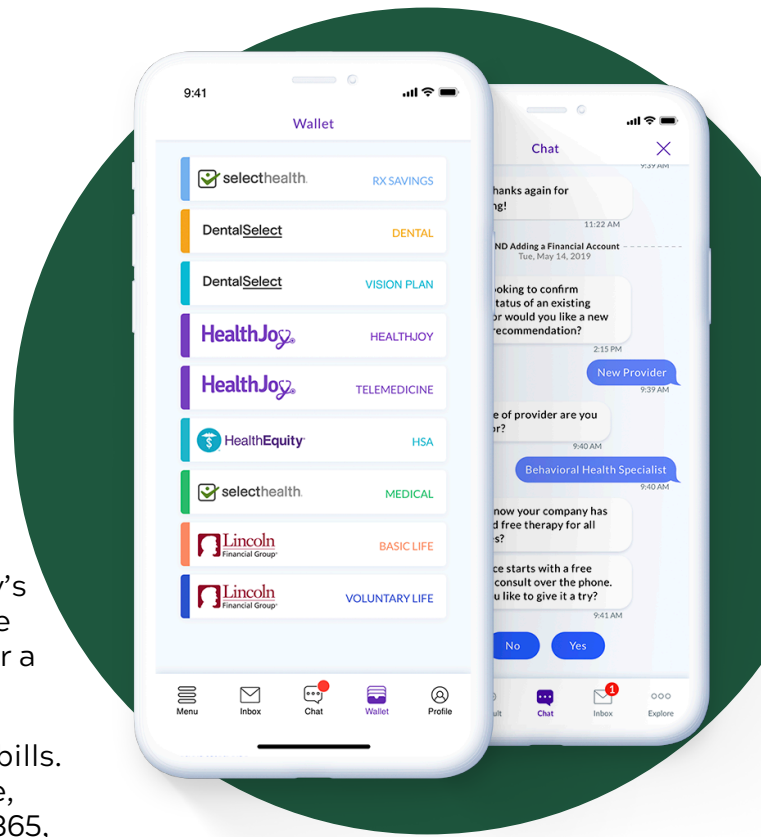 9:41
Wallet
selecthealth.
RX SAVINGS
DentalSelect
DENTAL
DentalSelect
VISION PLAN
HealthJoy
HEALTHJOY
HealthJoy
TELEMEDICINE
HealthEquity
HSA
selecthealth.
MEDICAL
Lincoln
Financial Group
BASIC LIFE
Lincoln
Financial Group
VOLUNTARY LIFE
Menu
Inbox
Chat
Wallet
Profile
Chat
9:39 AM
hanks again for
ng!
11:22 AM
ND Adding a Financial Account
Tue, May 14, 2019
oking to confirm
tatus of an existing
or would you like a new
recommendation?
2:15 PM
New Provider
9:39 AM
e of provider are you
or?
9:40 AM
Behavioral Health Specialist
9:40 AM
now your company has
d free therapy for all
s?
ce starts with a free
consult over the phone.
u like to give it a try?
9:41 AM
No
Yes
ult
Chat
1
Inbox
Explore
y's
e
r a
bills.
e,
365,